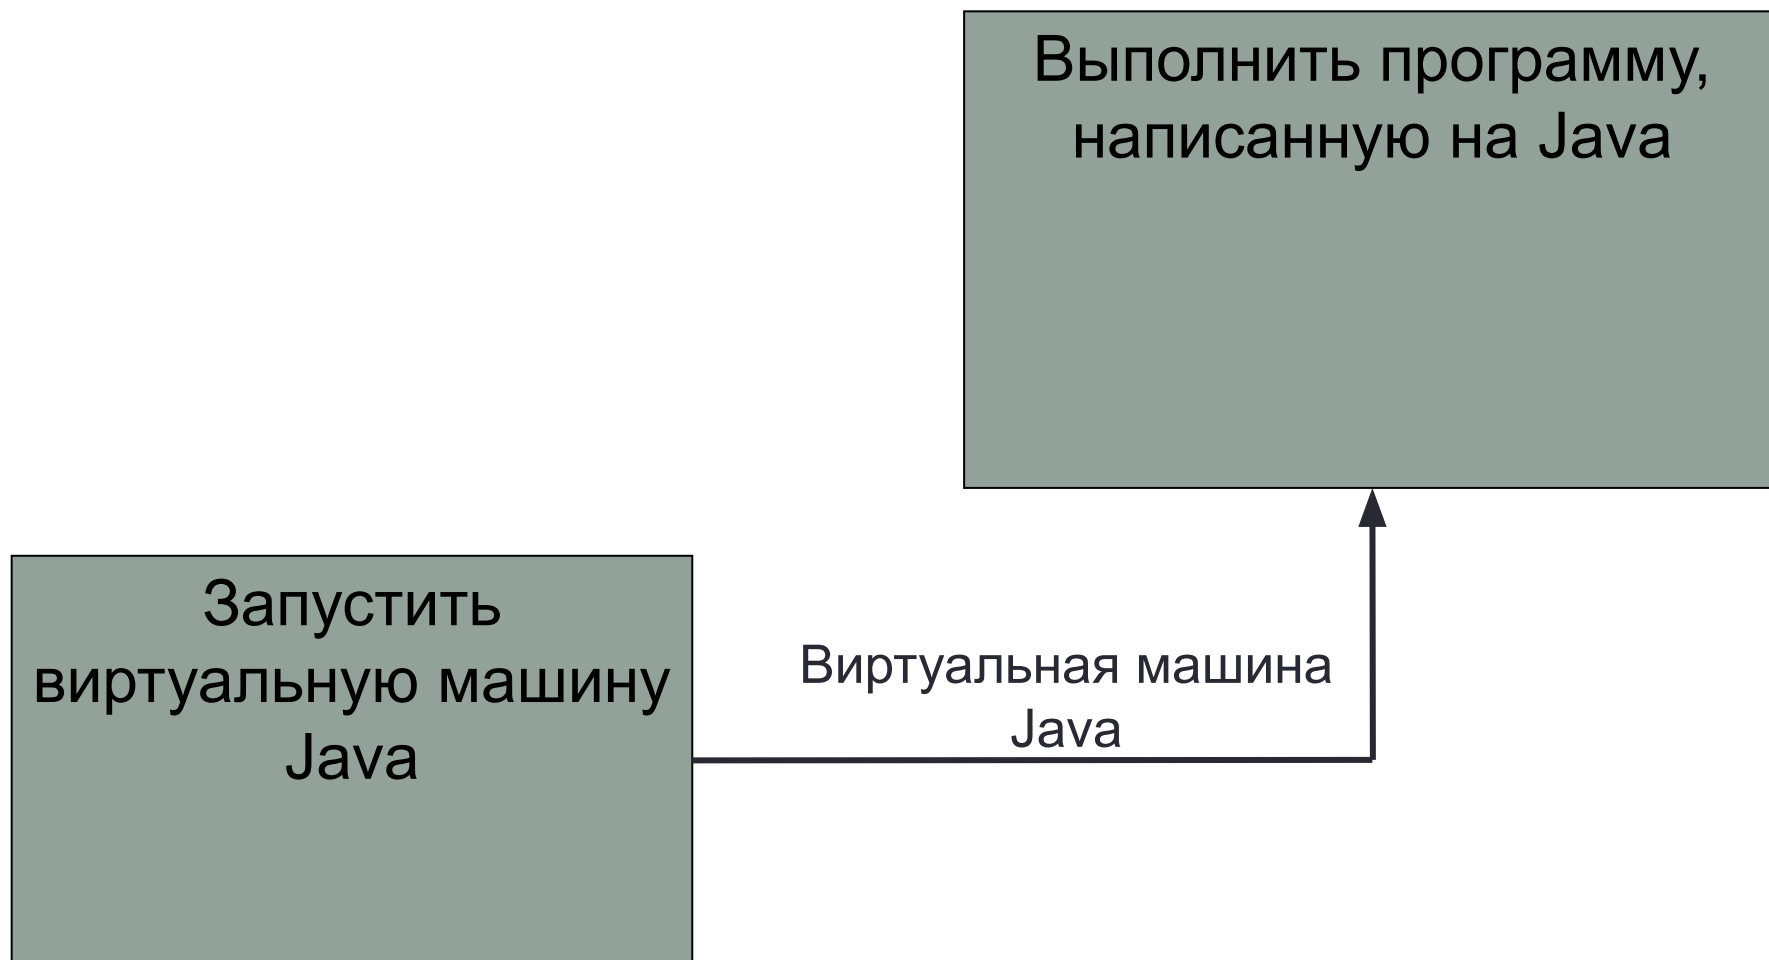 Выполнить программу,
написанную на Java
Запустить
виртуальную машину
Java
Виртуальная машина
Java